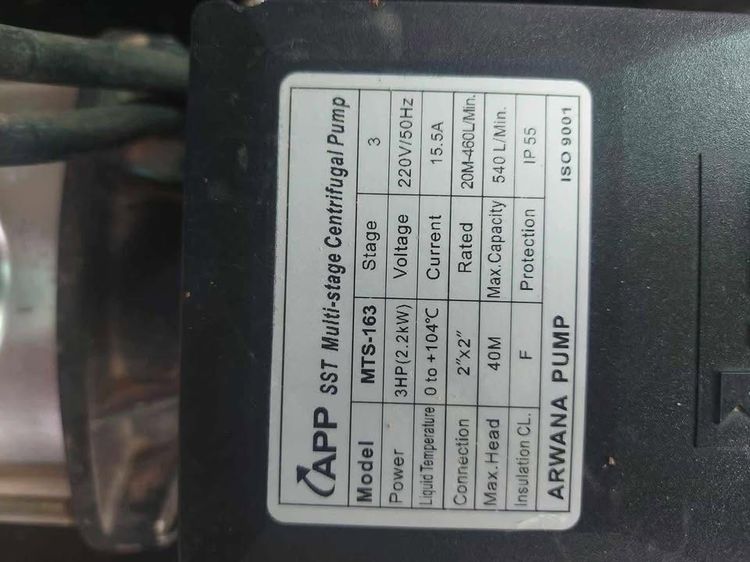 APP SST Multi-stage Centrifugal Pump
Model MTS-163 Stage 3
Power 3HP(2.2kW) Voltage 220V/50Hz
Liquid Temperature 0 to +104℃ Current 15.5A
Connection 2"x2" Rated 20M-460L/Min.
Max.Head 40M Max.Capacity 540 L/Min.
Insulation CL. F Protection IP 55
ARWANA PUMP ISO 9001